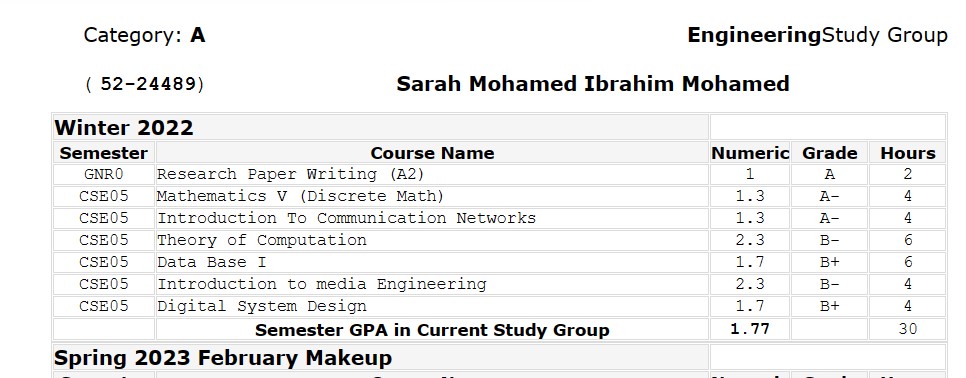 Category: A EngineeringStudy Group
( 52-24489) Sarah Mohamed Ibrahim Mohamed
Winter 2022
Semester Course Name Numeric Grade Hours
GNR0 Research Paper Writing (A2) 1 A 2
CSE05 Mathematics V (Discrete Math) 1.3 A- 4
CSE05 Introduction To Communication Networks 1.3 A- 4
CSE05 Theory of Computation 2.3 B- 6
CSE05 Data Base I 1.7 B+ 6
CSE05 Introduction to media Engineering 2.3 B- 4
CSE05 Digital System Design 1.7 B+ 4
Semester GPA in Current Study Group 1.77 30
Spring 2023 February Makeup